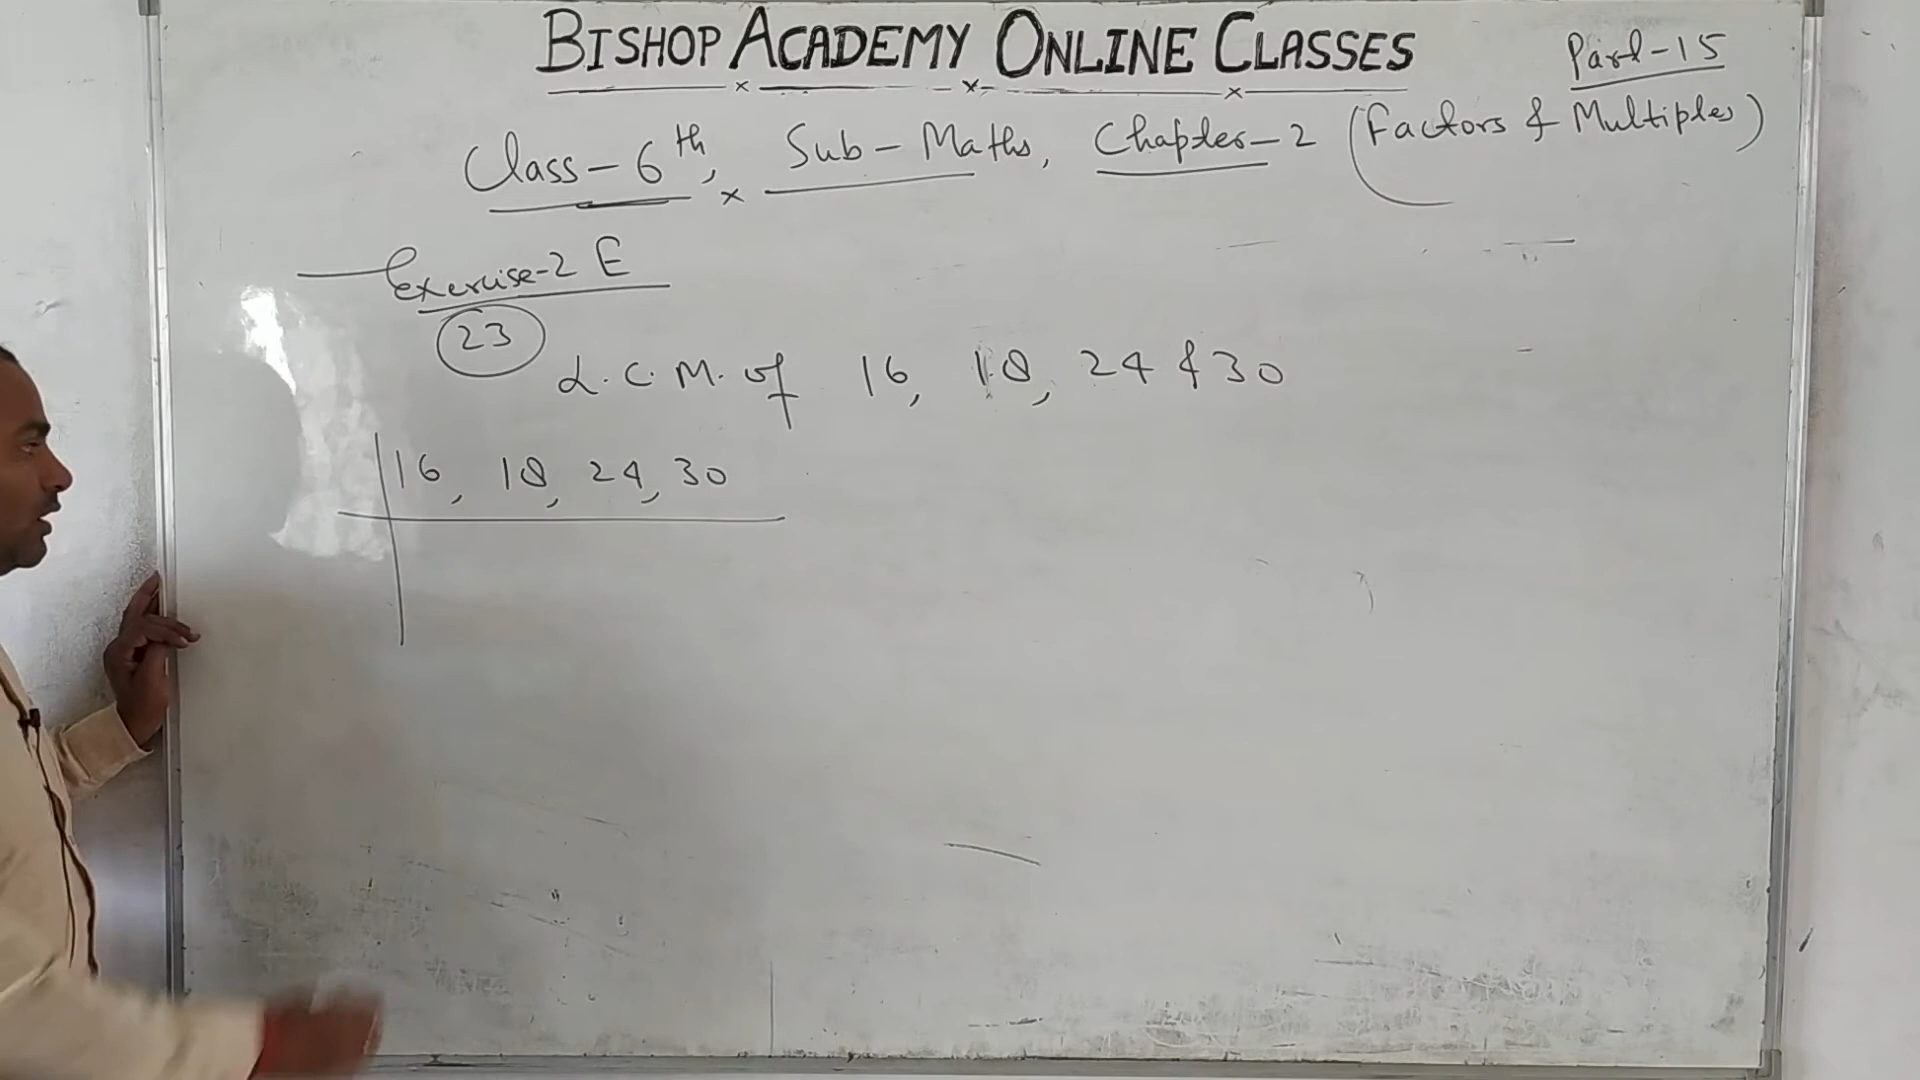 BISHOP ACADEMY ONLINE CLASSES
Part-15
Class-6th, Sub-Maths, Chapter-2 (Factors & Multiples)
Exercise-2 E
23
L.C.M. of 16, 18, 24 & 30
16, 18, 24, 30